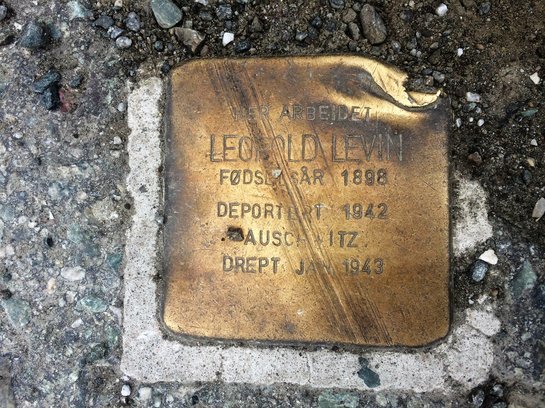 HER ARBEIDET
LEOPOLD LEVIN
FØDSELSÅR 1898
DEPORTERT 1942
AUSCHWITZ
DREPT JAN 1943